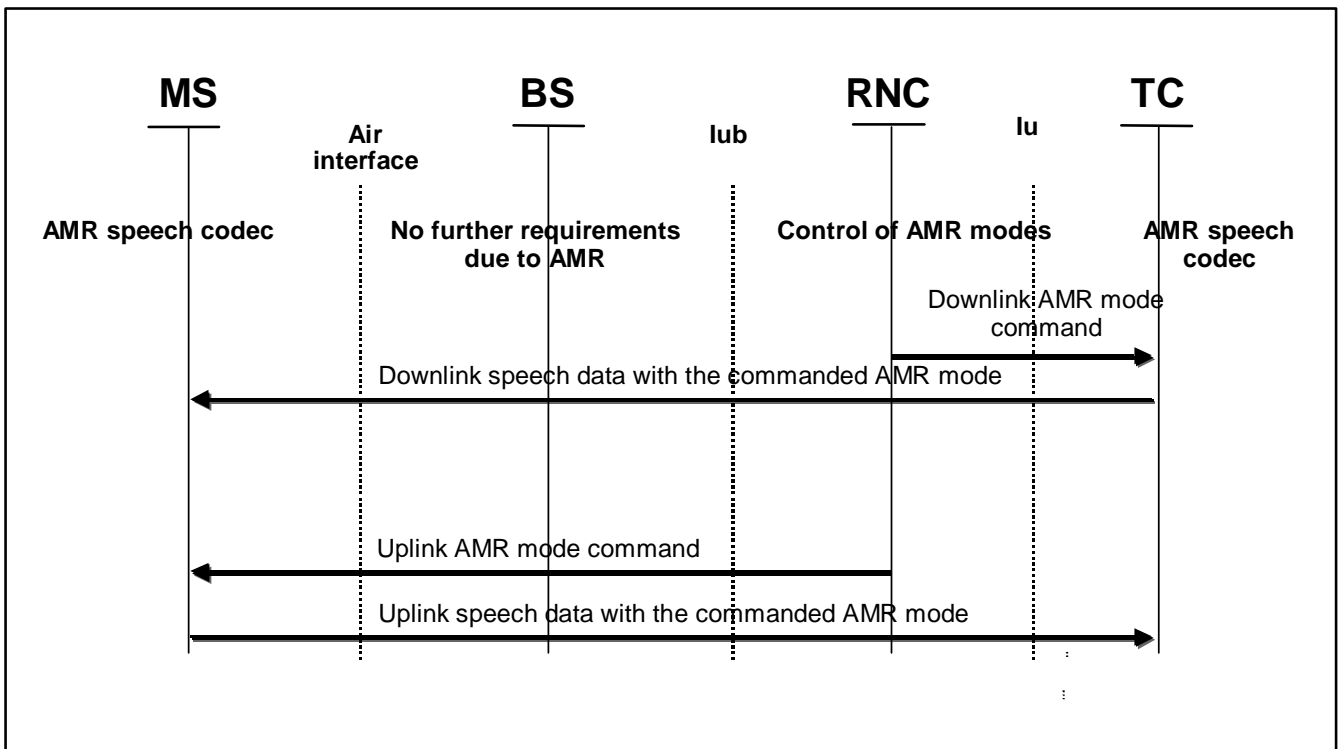 MS
BS
RNC
TC
Air
interface
Iub
Iu
AMR speech codec
No further requirements
due to AMR
Control of AMR modes
AMR speech
codec
Downlink AMR mode
command
Downlink speech data with the commanded AMR mode
Uplink AMR mode command
Uplink speech data with the commanded AMR mode